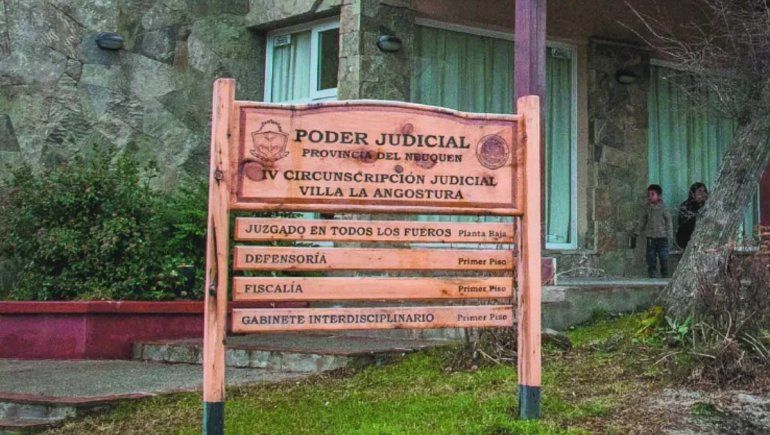 PODER JUDICIAL
PROVINCIA DEL NEUQUEN
IV CIRCUNSCRIPCIÓN JUDICIAL
VILLA LA ANGOSTURA
JUZGADO EN TODOS LOS FUEROS Planta Baja
DEFENSORÍA Primer Piso
FISCALÍA Primer Piso
GABINETE INTERDISCIPLINARIO Primer Piso